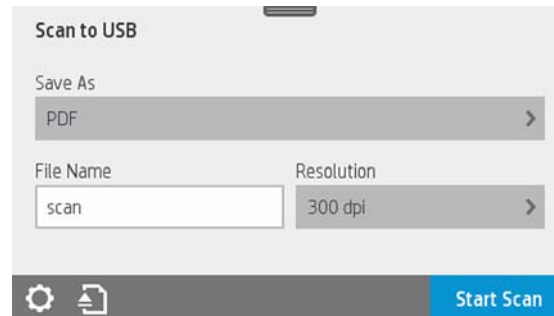 Scan to USB
Save As
PDF
File Name
Resolution
scan
300 dpi
Start Scan